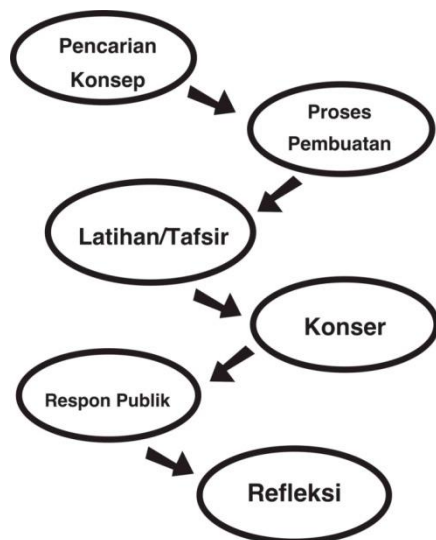 Pencarian
Konsep
Proses
Pembuatan
Latihan/Tafsir
Konser
Respon Publik
Refleksi